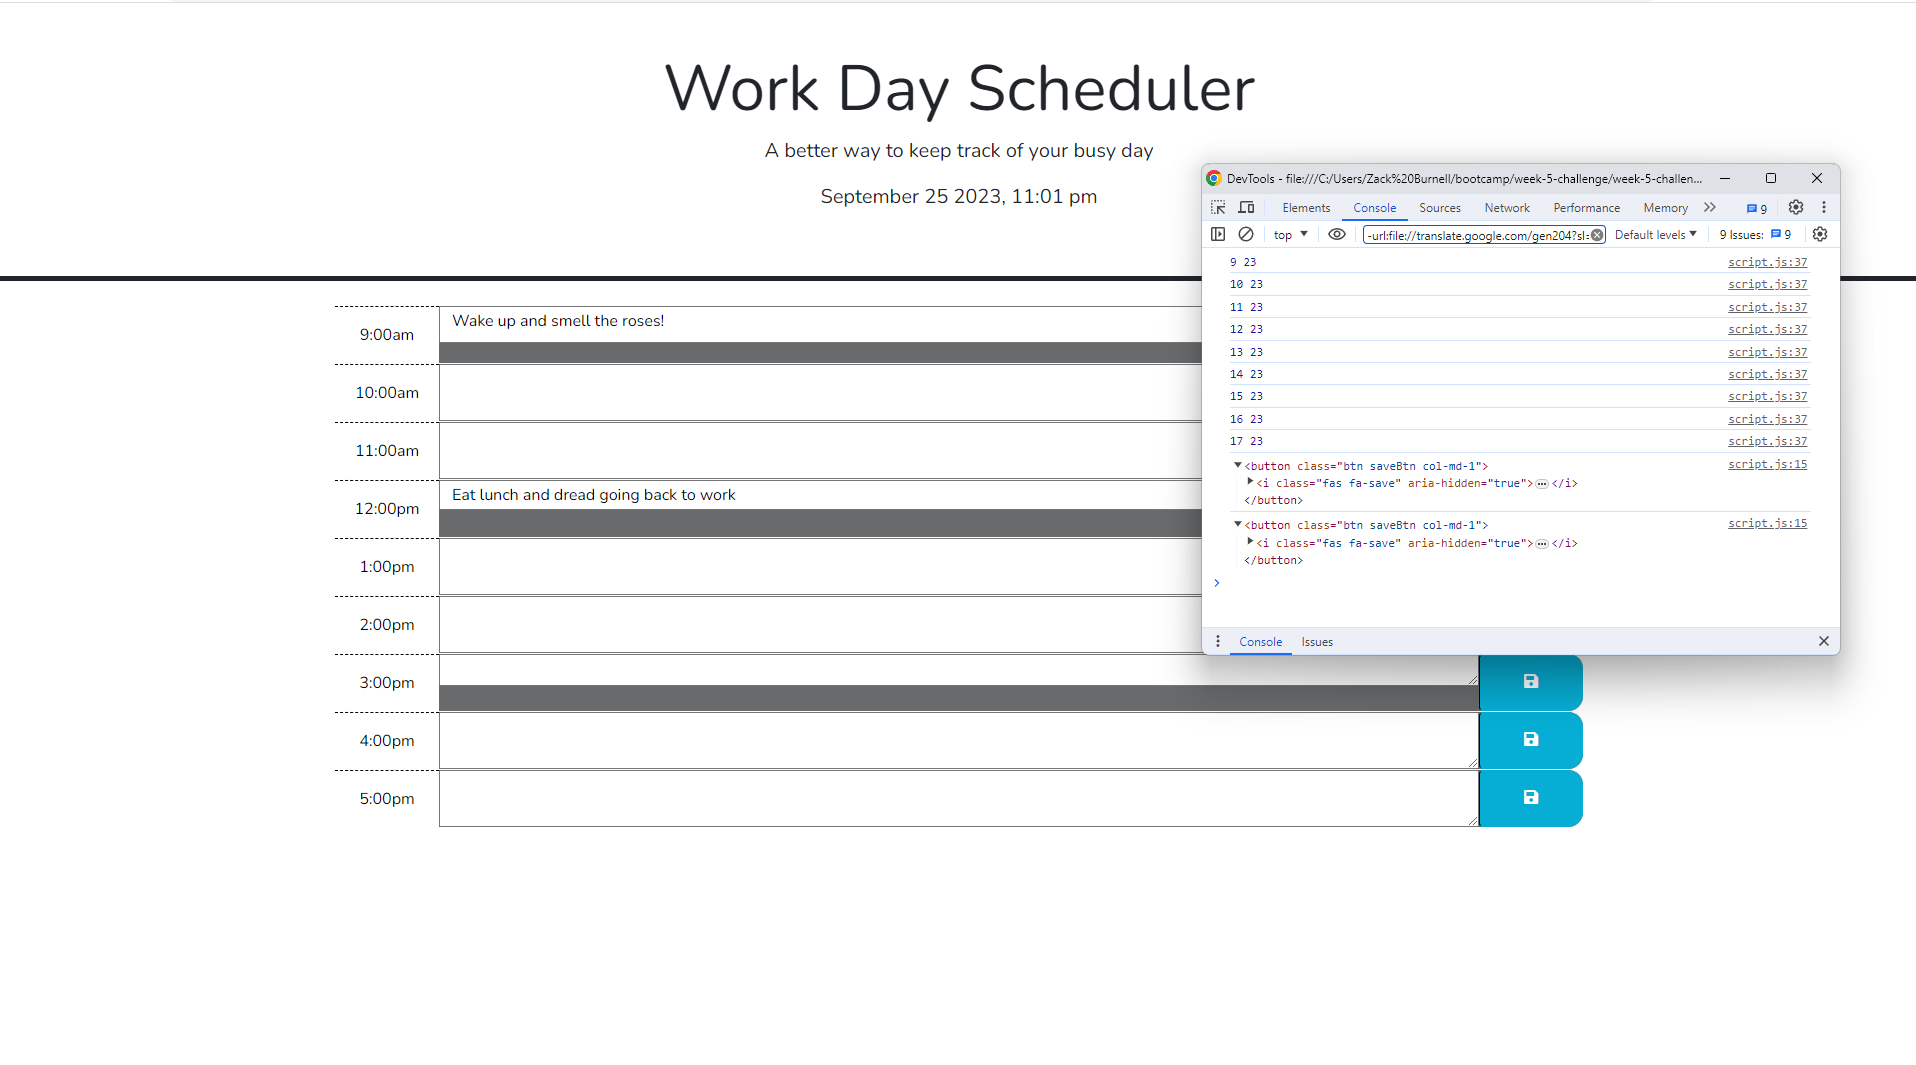 Work Day Scheduler
A better way to keep track of your busy day
September 25 2023, 11:01 pm
DevTools - file:///C:/Users/Zack%20Burnell/bootcamp/week-5-challenge/week-5-challen...
Elements Console Sources Network Performance Memory 9
top -url:file://translate.google.com/gen204?sl= Default levels 9 Issues: 9
9 23 script.js:37
10 23 script.js:37
11 23 script.js:37
12 23 script.js:37
13 23 script.js:37
14 23 script.js:37
15 23 script.js:37
16 23 script.js:37
17 23 script.js:37
<button class="btn saveBtn col-md-1"> script.js:15
<i class="fas fa-save" aria-hidden="true">…</i>
</button>
<button class="btn saveBtn col-md-1"> script.js:15
<i class="fas fa-save" aria-hidden="true">…</i>
</button>
Console Issues
9:00am Wake up and smell the roses!
10:00am
11:00am
12:00pm Eat lunch and dread going back to work
1:00pm
2:00pm
3:00pm
4:00pm
5:00pm